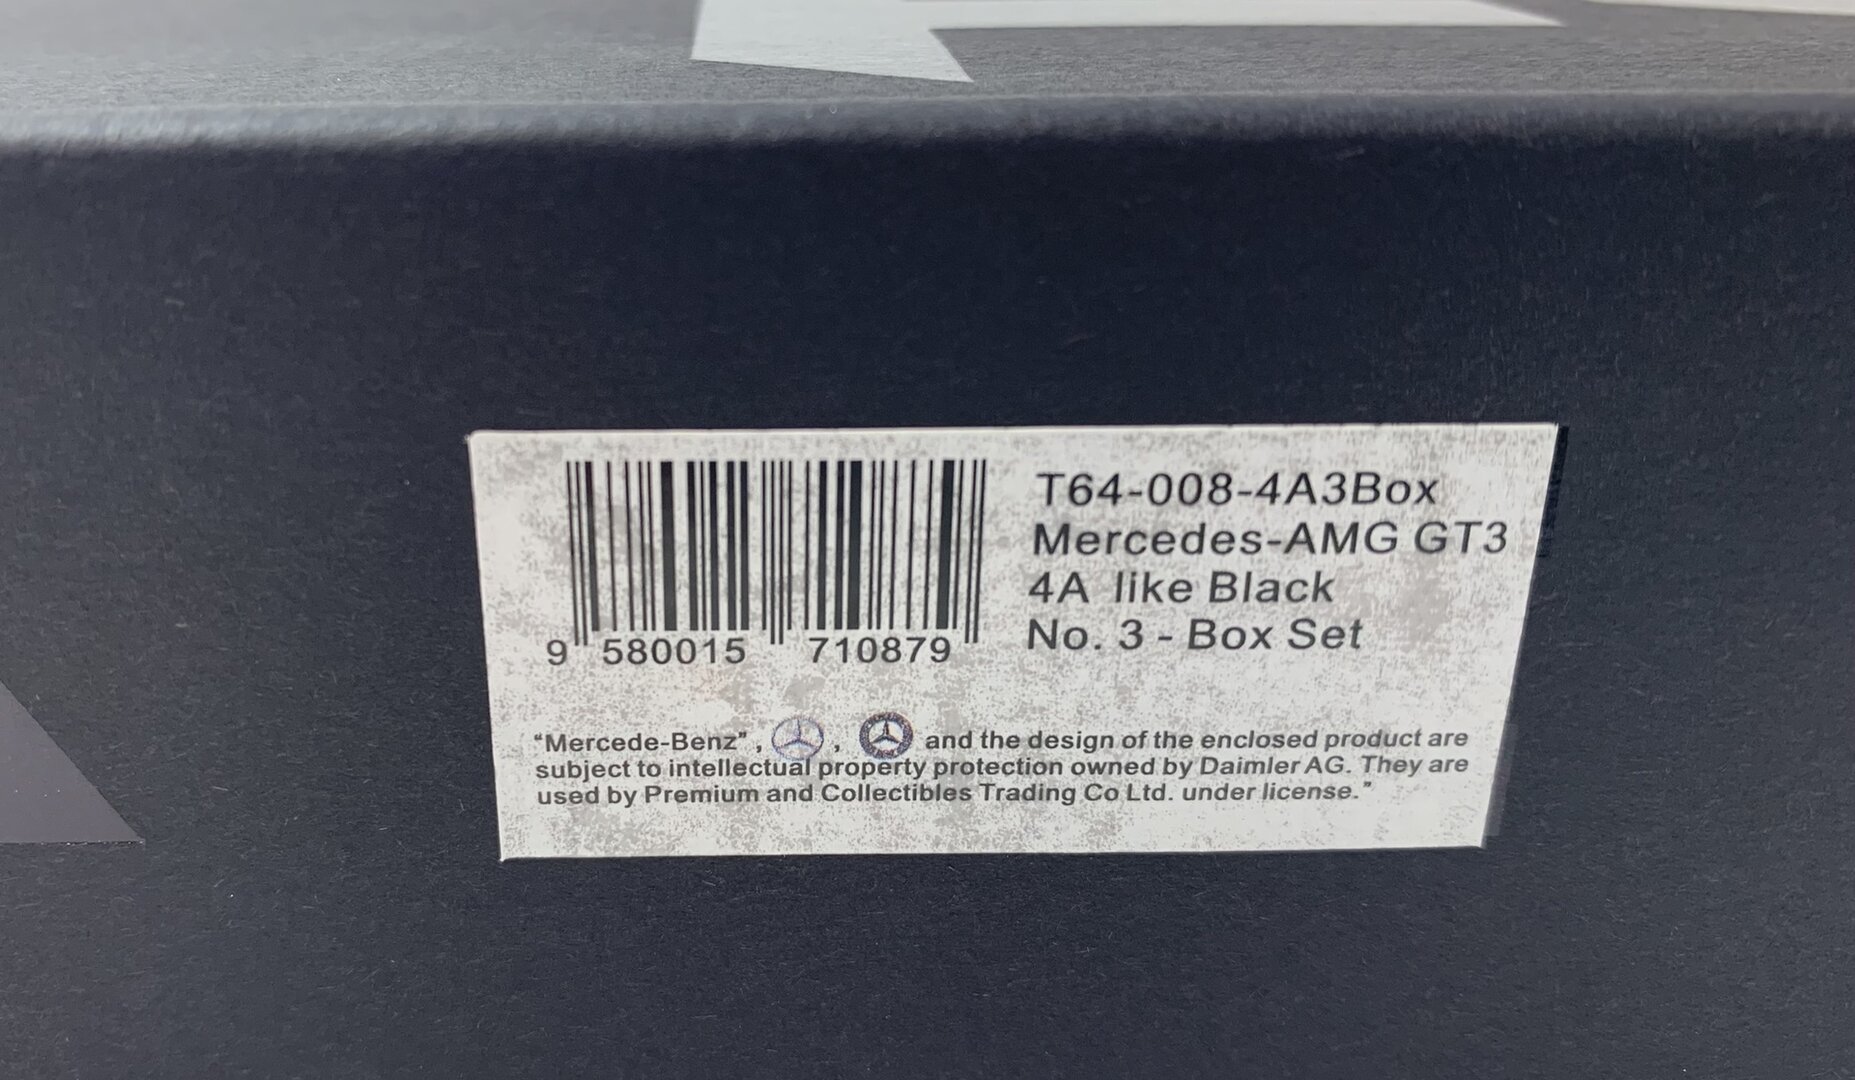 T64-008-4A3Box
Mercedes-AMG GT3
4A like Black
No. 3 - Box Set
9 580015 710879
“Mercede-Benz” , , and the design of the enclosed product are
subject to intellectual property protection owned by Daimler AG. They are
used by Premium and Collectibles Trading Co Ltd. under license.”